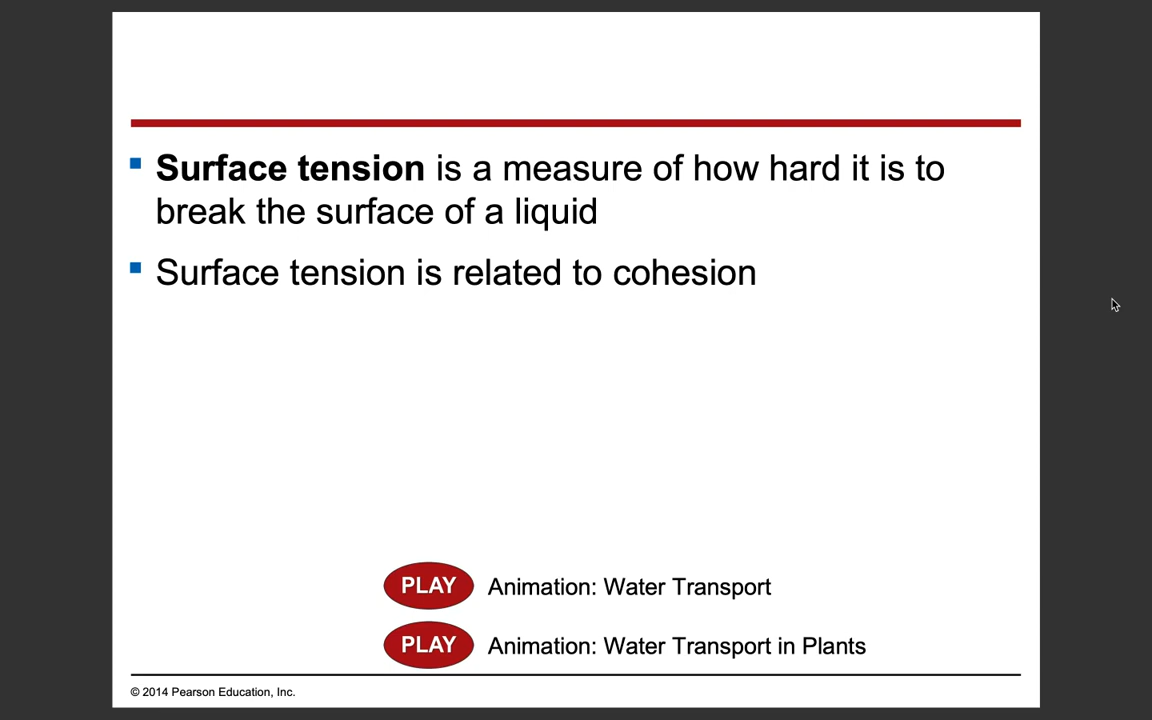 Surface tension is a measure of how hard it is to
break the surface of a liquid
Surface tension is related to cohesion
PLAY Animation: Water Transport
PLAY Animation: Water Transport in Plants
© 2014 Pearson Education, Inc.